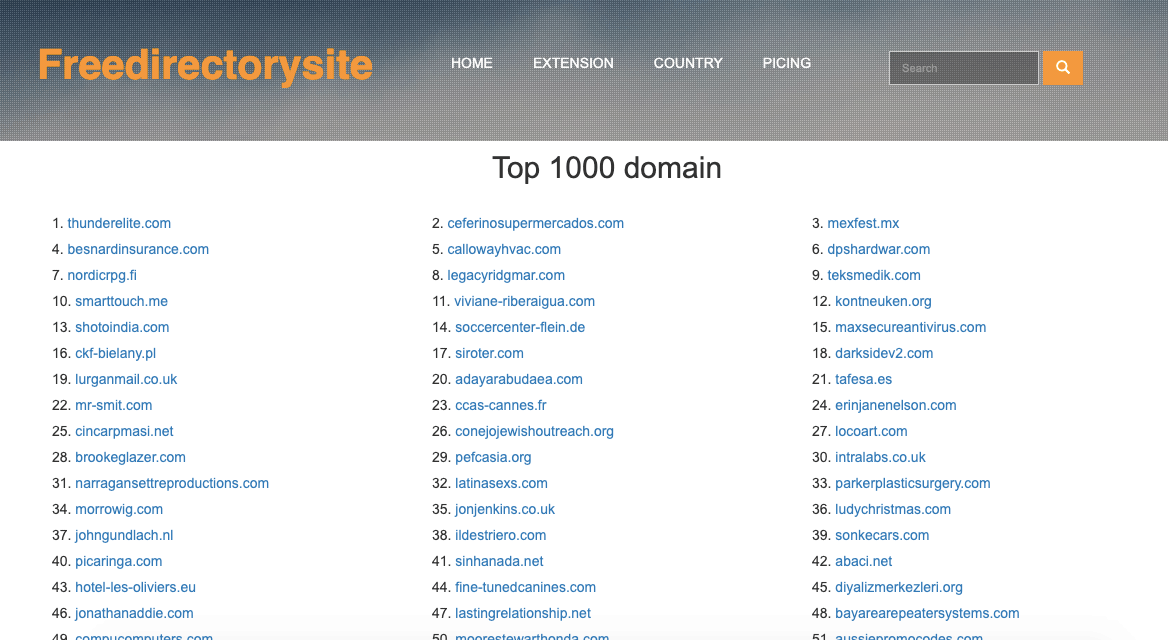 Freedirectorysite
HOME EXTENSION COUNTRY PICING
Search
Top 1000 domain
1. thunderelite.com 2. ceferinosupermercados.com 3. mexfest.mx
4. besnardinsurance.com 5. callowayhvac.com 6. dpshardwar.com
7. nordicrpg.fi 8. legacyridgmar.com 9. teksmedik.com
10. smarttouch.me 11. viviane-riberaigua.com 12. kontneuken.org
13. shotoindia.com 14. soccercenter-flein.de 15. maxsecureantivirus.com
16. ckf-bielany.pl 17. siroter.com 18. darksidev2.com
19. lurganmail.co.uk 20. adayarabudaea.com 21. tafesa.es
22. mr-smit.com 23. ccas-cannes.fr 24. erinjanenelson.com
25. cincarpmasi.net 26. conejojewishoutreach.org 27. locoart.com
28. brookeglazer.com 29. pefcasia.org 30. intralabs.co.uk
31. narragansettreproductions.com 32. latinasexs.com 33. parkerplasticsurgery.com
34. morrowig.com 35. jonjenkins.co.uk 36. ludychristmas.com
37. johngundlach.nl 38. ildestriero.com 39. sonkecars.com
40. picaringa.com 41. sinhanada.net 42. abaci.net
43. hotel-les-oliviers.eu 44. fine-tunedcanines.com 45. diyalizmerkezleri.org
46. jonathanaddie.com 47. lastingrelationship.net 48. bayarearepeatersystems.com
49. compucomputers.com 50. moorestewarthonda.com 51. aussiepromocodes.com